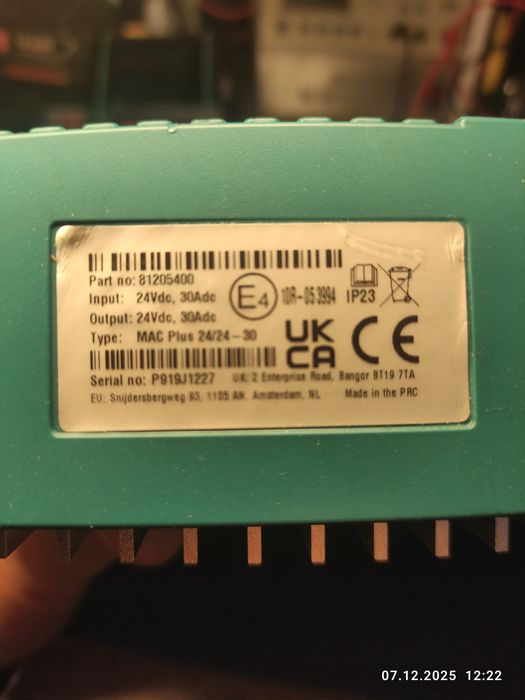 Part no: 81205400
Input: 24Vdc, 30Adc
Output: 24Vdc, 30Adc
Type: MAC Plus 24/24-30
E4
10R-05 3994
IP23
UK
CA
CE
Serial no: P919J1227
UK: 2 Enterprise Road, Bangor BT19 7TA
EU: Snijdersbergweg 93, 1105 AN, Amsterdam, NL
Made in the PRC
07.12.2025 12:22